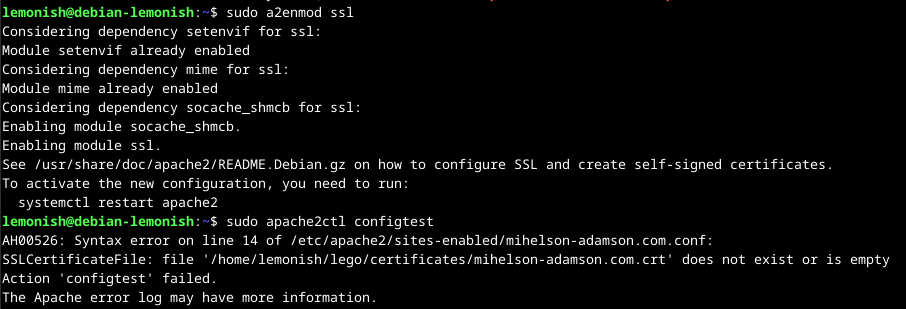 lemonish@debian-lemonish:~$ sudo a2enmod ssl
Considering dependency setenvif for ssl:
Module setenvif already enabled
Considering dependency mime for ssl:
Module mime already enabled
Considering dependency socache_shmcb for ssl:
Enabling module socache_shmcb.
Enabling module ssl.
See /usr/share/doc/apache2/README.Debian.gz on how to configure SSL and create self-signed certificates.
To activate the new configuration, you need to run:
  systemctl restart apache2
lemonish@debian-lemonish:~$ sudo apache2ctl configtest
AH00526: Syntax error on line 14 of /etc/apache2/sites-enabled/mihelson-adamson.com.conf:
SSLCertificateFile: file '/home/lemonish/lego/certificates/mihelson-adamson.com.crt' does not exist or is empty
Action 'configtest' failed.
The Apache error log may have more information.